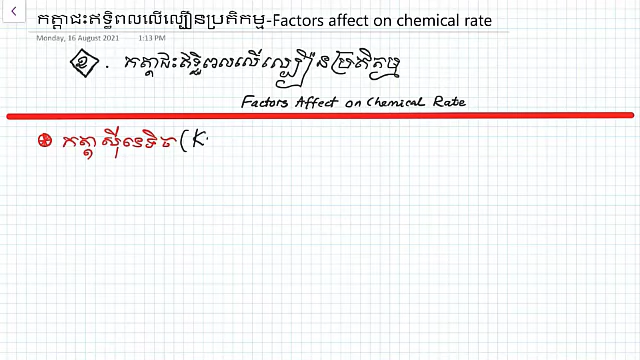 កត្តាជះឥទ្ធិពលលើល្បឿនប្រតិកម្ម-Factors affect on chemical rate
Monday, 16 August 2021 1:13 PM
ខ . កត្តាជះឥទ្ធិពលលើល្បឿនប្រតិកម្ម
Factors Affect on Chemical Rate
កត្តាស៊ីនេទិច (K